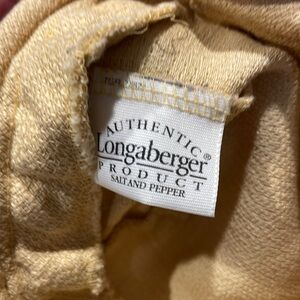 AUTHENTIC®
Longaberger
PRODUCT
SALT AND PEPPER